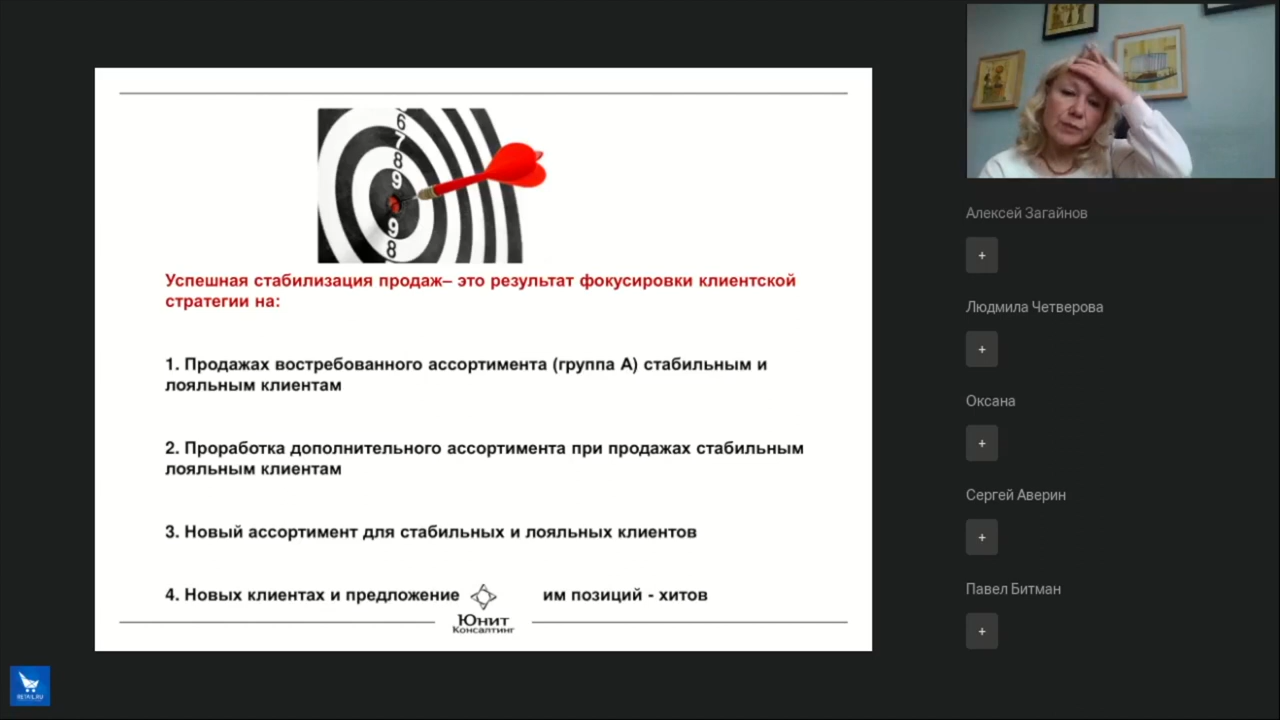 6
7
8
9
9
8
Успешная стабилизация продаж– это результат фокусировки клиентской
стратегии на:
1. Продажах востребованного ассортимента (группа А) стабильным и
лояльным клиентам
2. Проработка дополнительного ассортимента при продажах стабильным
лояльным клиентам
3. Новый ассортимент для стабильных и лояльных клиентов
4. Новых клиентах и предложение им позиций - хитов
Юнит
Консалтинг
Алексей Загайнов
+
Людмила Четверова
+
Оксана
+
Сергей Аверин
+
Павел Битман
+
RETAIL.RU